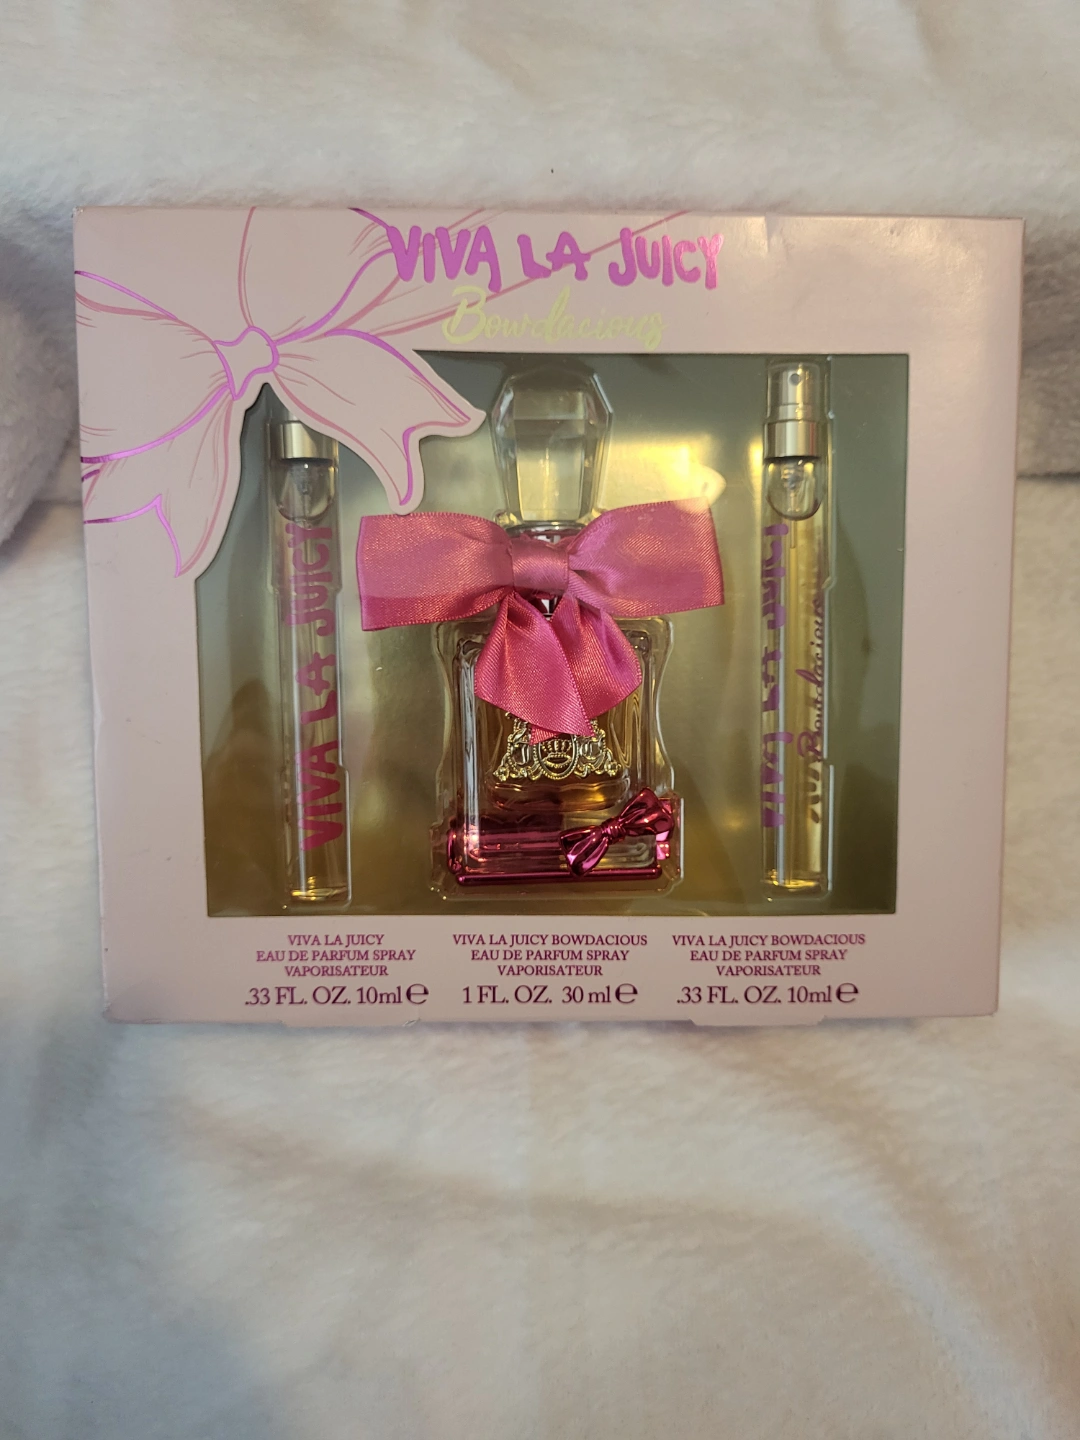 VIVA LA JUICY
Bowdacious
VIVA LA JUICY
VIVA LA JUICY
Bowdacious
VIVA LA JUICY
EAU DE PARFUM SPRAY
VAPORISATEUR
.33 FL. OZ. 10ml ℮
VIVA LA JUICY BOWDACIOUS
EAU DE PARFUM SPRAY
VAPORISATEUR
1 FL. OZ. 30 ml ℮
VIVA LA JUICY BOWDACIOUS
EAU DE PARFUM SPRAY
VAPORISATEUR
.33 FL. OZ. 10ml ℮